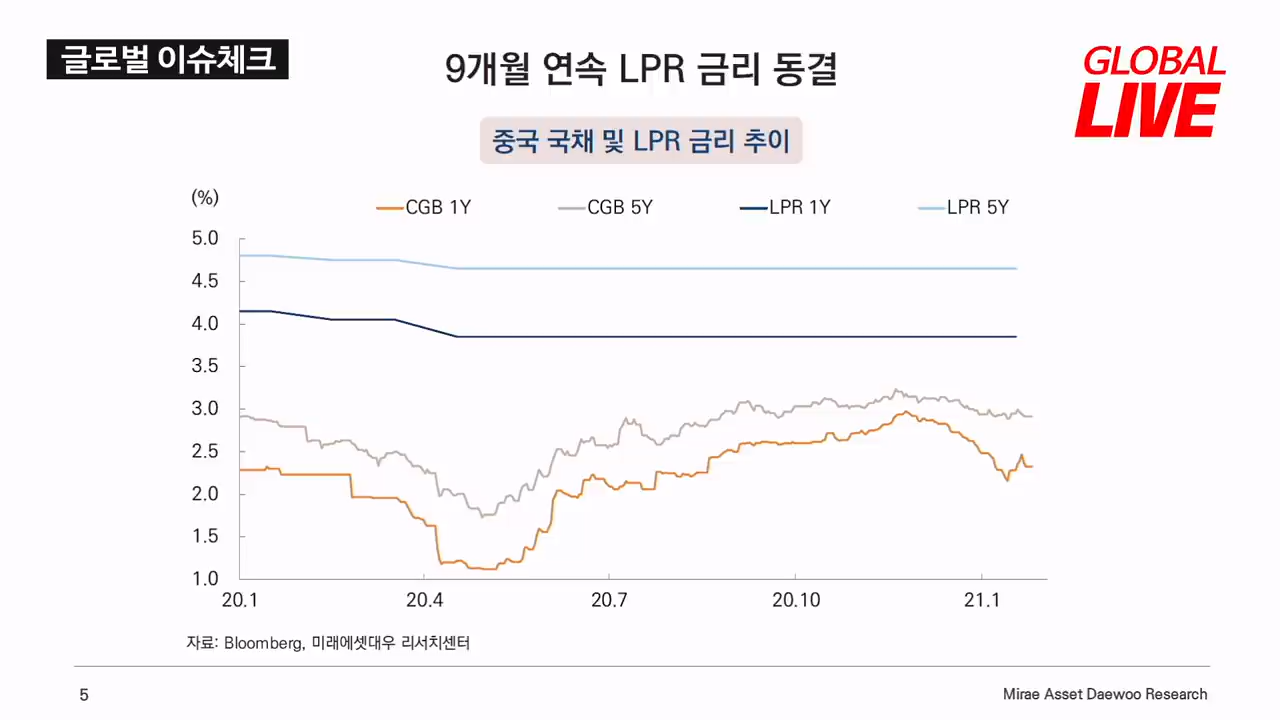 글로벌 이슈체크
9개월 연속 LPR 금리 동결
GLOBAL
LIVE
중국 국채 및 LPR 금리 추이
(%)
CGB 1Y
CGB 5Y
LPR 1Y
LPR 5Y
5.0
4.5
4.0
3.5
3.0
2.5
2.0
1.5
1.0
20.1
20.4
20.7
20.10
21.1
자료: Bloomberg, 미래에셋대우 리서치센터
5
Mirae Asset Daewoo Research